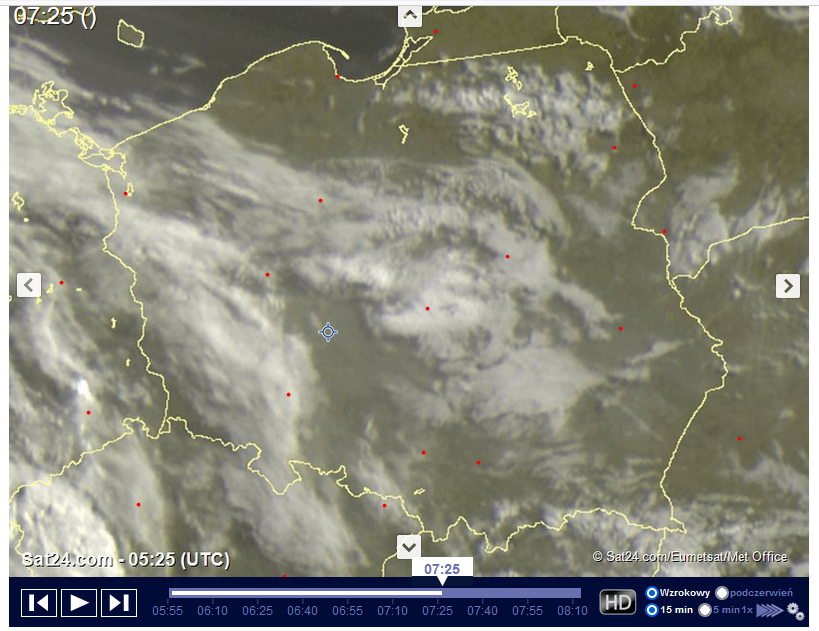 07:25 ()
Sat24.com - 05:25 (UTC)
© Sat24.com/Eumetsat/Met Office
07:25
05:55 06:10 06:25 06:40 06:55 07:10 07:25 07:40 07:55 08:10
HD
Wzrokowy podczerwień
15 min 5 min 1x